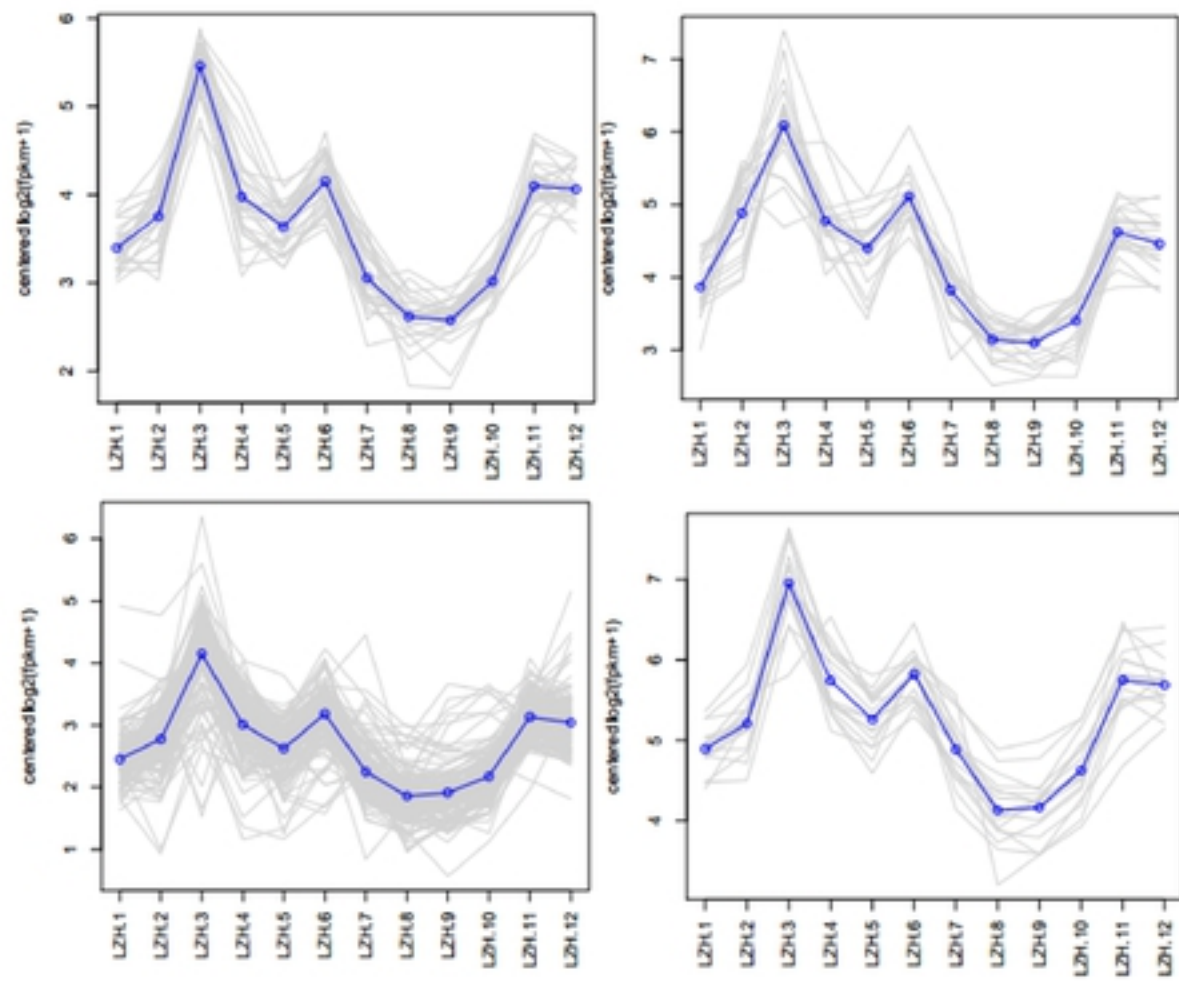 centered log2(fpkm+1)
6
5
4
3
2
LZH.1 LZH.2 LZH.3 LZH.4 LZH.5 LZH.6 LZH.7 LZH.8 LZH.9 LZH.10 LZH.11 LZH.12
centered log2(fpkm+1)
7
6
5
4
3
LZH.1 LZH.2 LZH.3 LZH.4 LZH.5 LZH.6 LZH.7 LZH.8 LZH.9 LZH.10 LZH.11 LZH.12
centered log2(fpkm+1)
6
5
4
3
2
1
LZH.1 LZH.2 LZH.3 LZH.4 LZH.5 LZH.6 LZH.7 LZH.8 LZH.9 LZH.10 LZH.11 LZH.12
centered log2(fpkm+1)
7
6
5
4
LZH.1 LZH.2 LZH.3 LZH.4 LZH.5 LZH.6 LZH.7 LZH.8 LZH.9 LZH.10 LZH.11 LZH.12